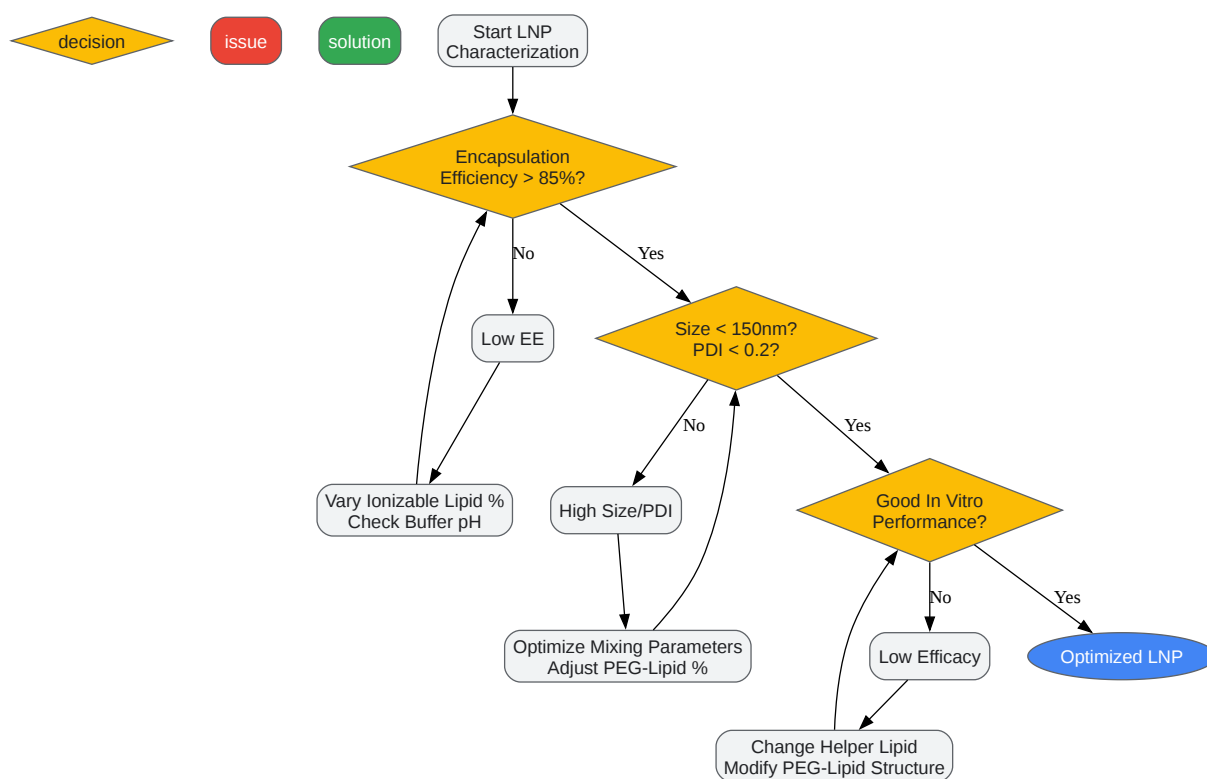 decision
issue
solution
Start LNP
Characterization
Encapsulation
Efficiency > 85%?
No
Yes
Size < 150nm?
PDI < 0.2?
Low EE
No
Yes
Vary Ionizable Lipid %
Check Buffer pH
High Size/PDI
Good In Vitro
Performance?
No
Yes
Optimize Mixing Parameters
Adjust PEG-Lipid %
Low Efficacy
Optimized LNP
Change Helper Lipid
Modify PEG-Lipid Structure